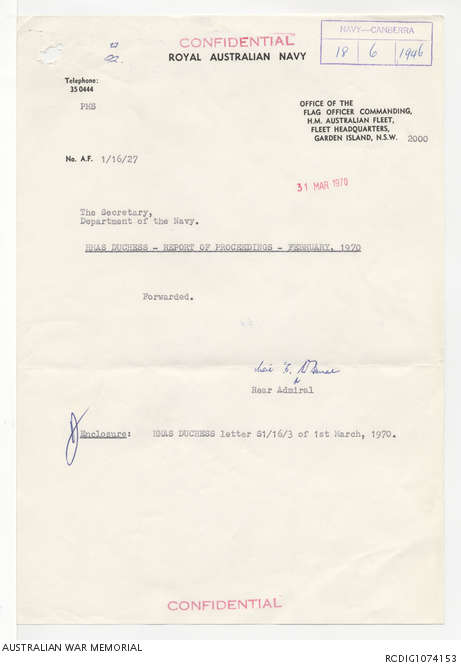 CONFIDENTIAL
ROYAL AUSTRALIAN NAVY
NAVY—CANBERRA
18 6 1946
22.
Telephone:
35 0444
PMS
OFFICE OF THE
FLAG OFFICER COMMANDING,
H.M. AUSTRALIAN FLEET,
FLEET HEADQUARTERS,
GARDEN ISLAND, N.S.W. 2000
No. A.F. 1/16/27
31 MAR 1970
The Secretary,
Department of the Navy.
HMAS DUCHESS - REPORT OF PROCEEDINGS - FEBRUARY, 1970
Forwarded.
Rear Admiral
Enclosure: HMAS DUCHESS letter S1/16/3 of 1st March, 1970.
CONFIDENTIAL
AUSTRALIAN WAR MEMORIAL
RCDIG1074153